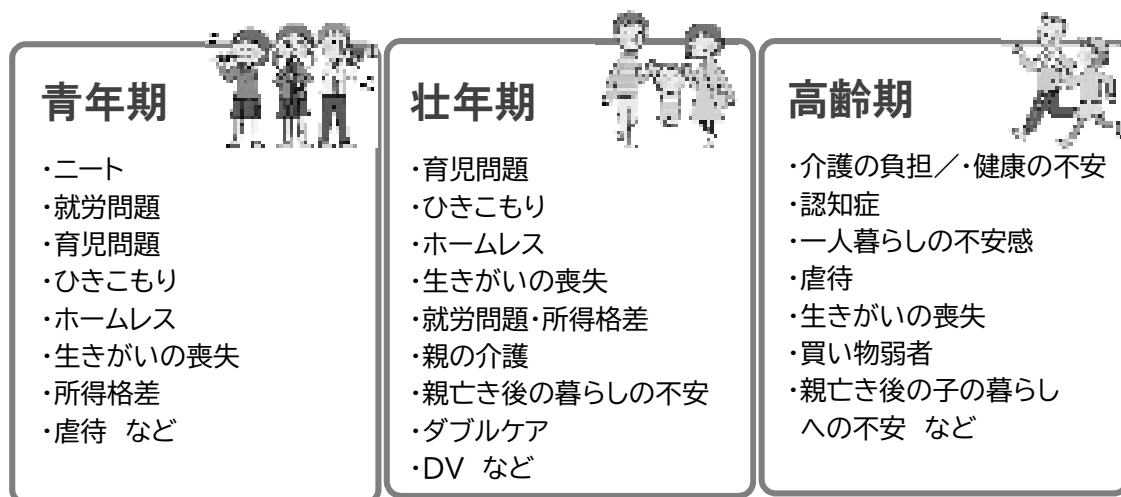 青年期
・ニート
・就労問題
・育児問題
・ひきこもり
・ホームレス
・生きがいの喪失
・所得格差
・虐待 など
壮年期
・育児問題
・ひきこもり
・ホームレス
・生きがいの喪失
・就労問題・所得格差
・親の介護
・親亡き後の暮らしの不安
・ダブルケア
・DV など
高齢期
・介護の負担／・健康の不安
・認知症
・一人暮らしの不安感
・虐待
・生きがいの喪失
・買い物弱者
・親亡き後の子の暮らし
への不安 など